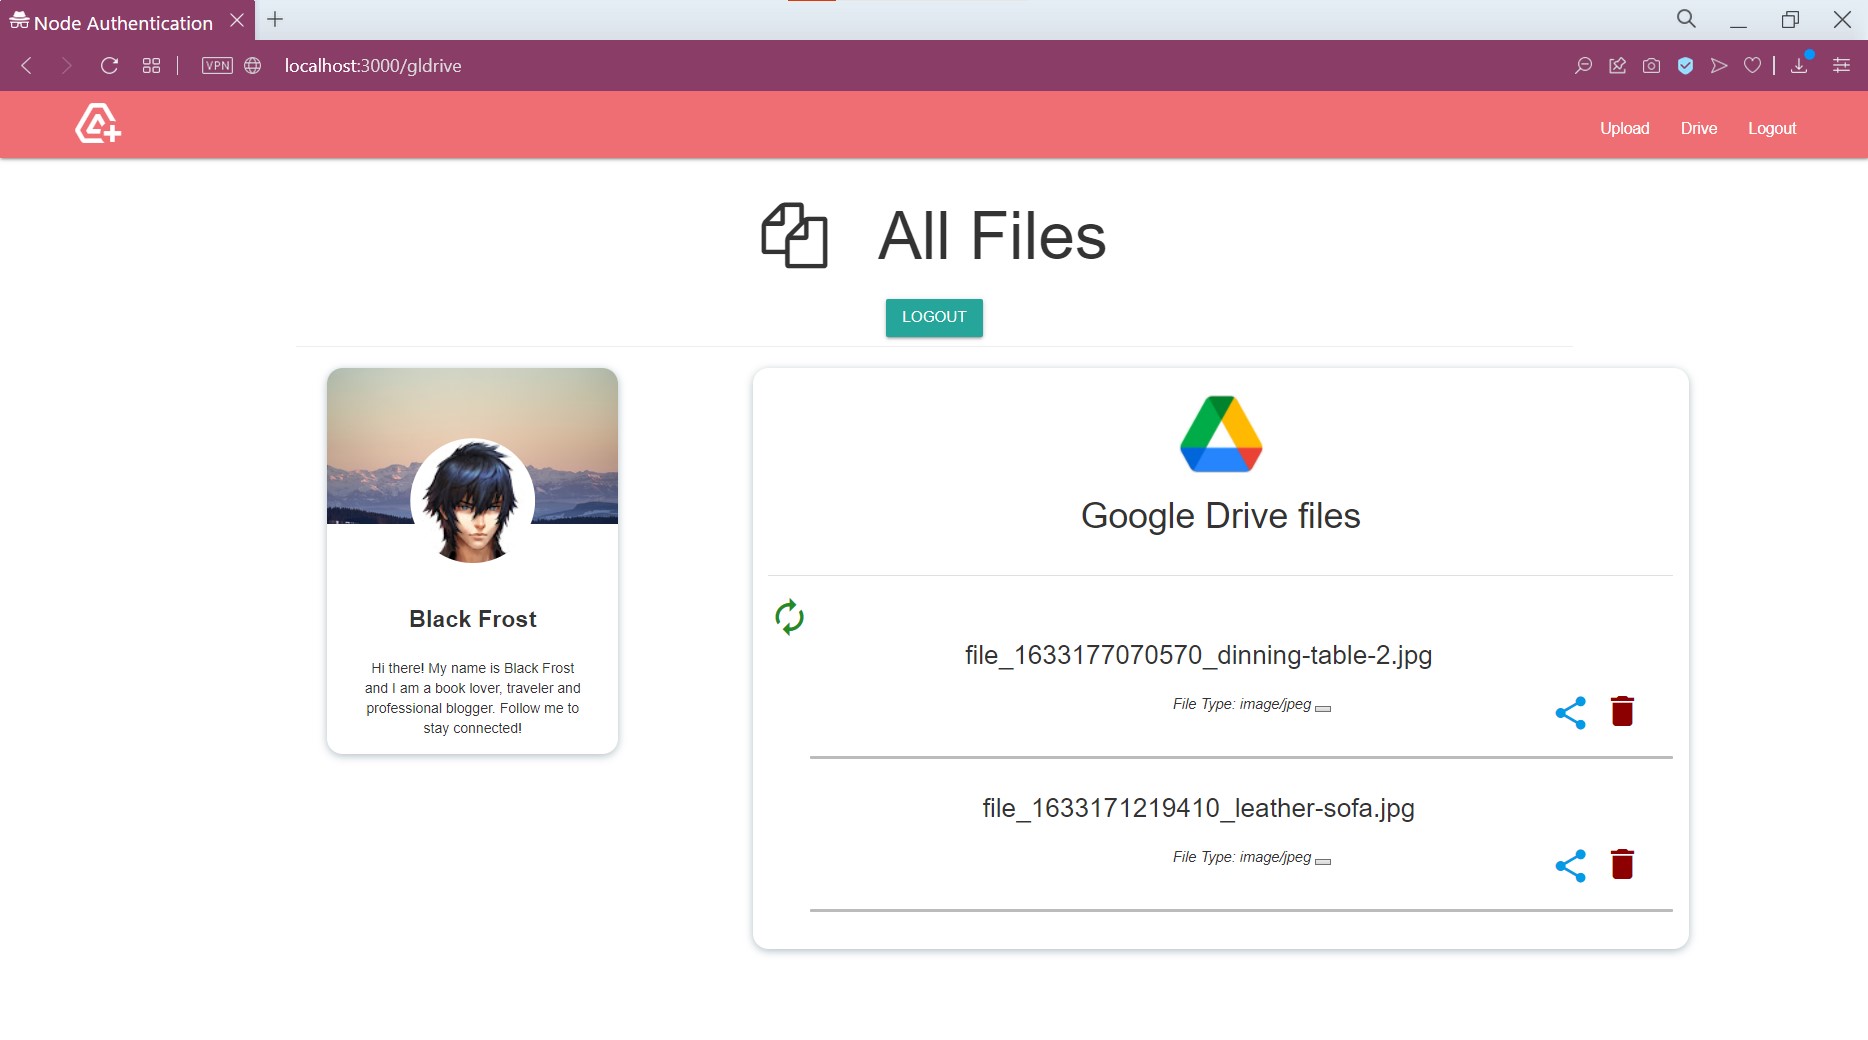 Node Authentication
VPN
localhost:3000/gldrive
Upload
Drive
Logout
All Files
LOGOUT
Black Frost
Hi there! My name is Black Frost
and I am a book lover, traveler and
professional blogger. Follow me to
stay connected!
Google Drive files
file_1633177070570_dinning-table-2.jpg
File Type: image/jpeg
file_1633171219410_leather-sofa.jpg
File Type: image/jpeg